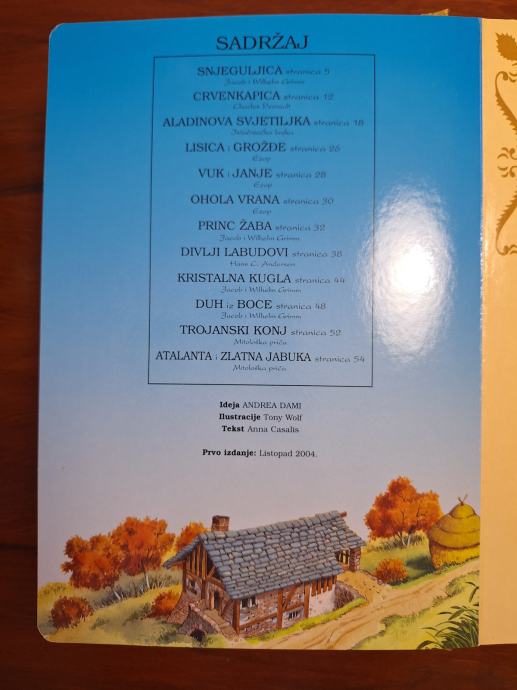 SADRŽAJ
SNJEGULJICA stranica 5
Jacob i Wilhelm Grimm
CRVENKAPICA stranica 12
Charles Perrault
ALADINOVA SVJETILJKA stranica 18
Istočnjačka bajka
LISICA i GROŽĐE stranica 26
Ezop
VUK i JANJE stranica 28
Ezop
OHOLA VRANA stranica 30
Ezop
PRINC ŽABA stranica 32
Jacob i Wilhelm Grimm
DIVLJI LABUDOVI stranica 38
Hans C. Andersen
KRISTALNA KUGLA stranica 44
Jacob i Wilhelm Grimm
DUH iz BOCE stranica 48
Jacob i Wilhelm Grimm
TROJANSKI KONJ stranica 52
Mitološka priča
ATALANTA i ZLATNA JABUKA stranica 54
Mitološka priča
Ideja ANDREA DAMI
Ilustracije Tony Wolf
Tekst Anna Casalis
Prvo izdanje: Listopad 2004.